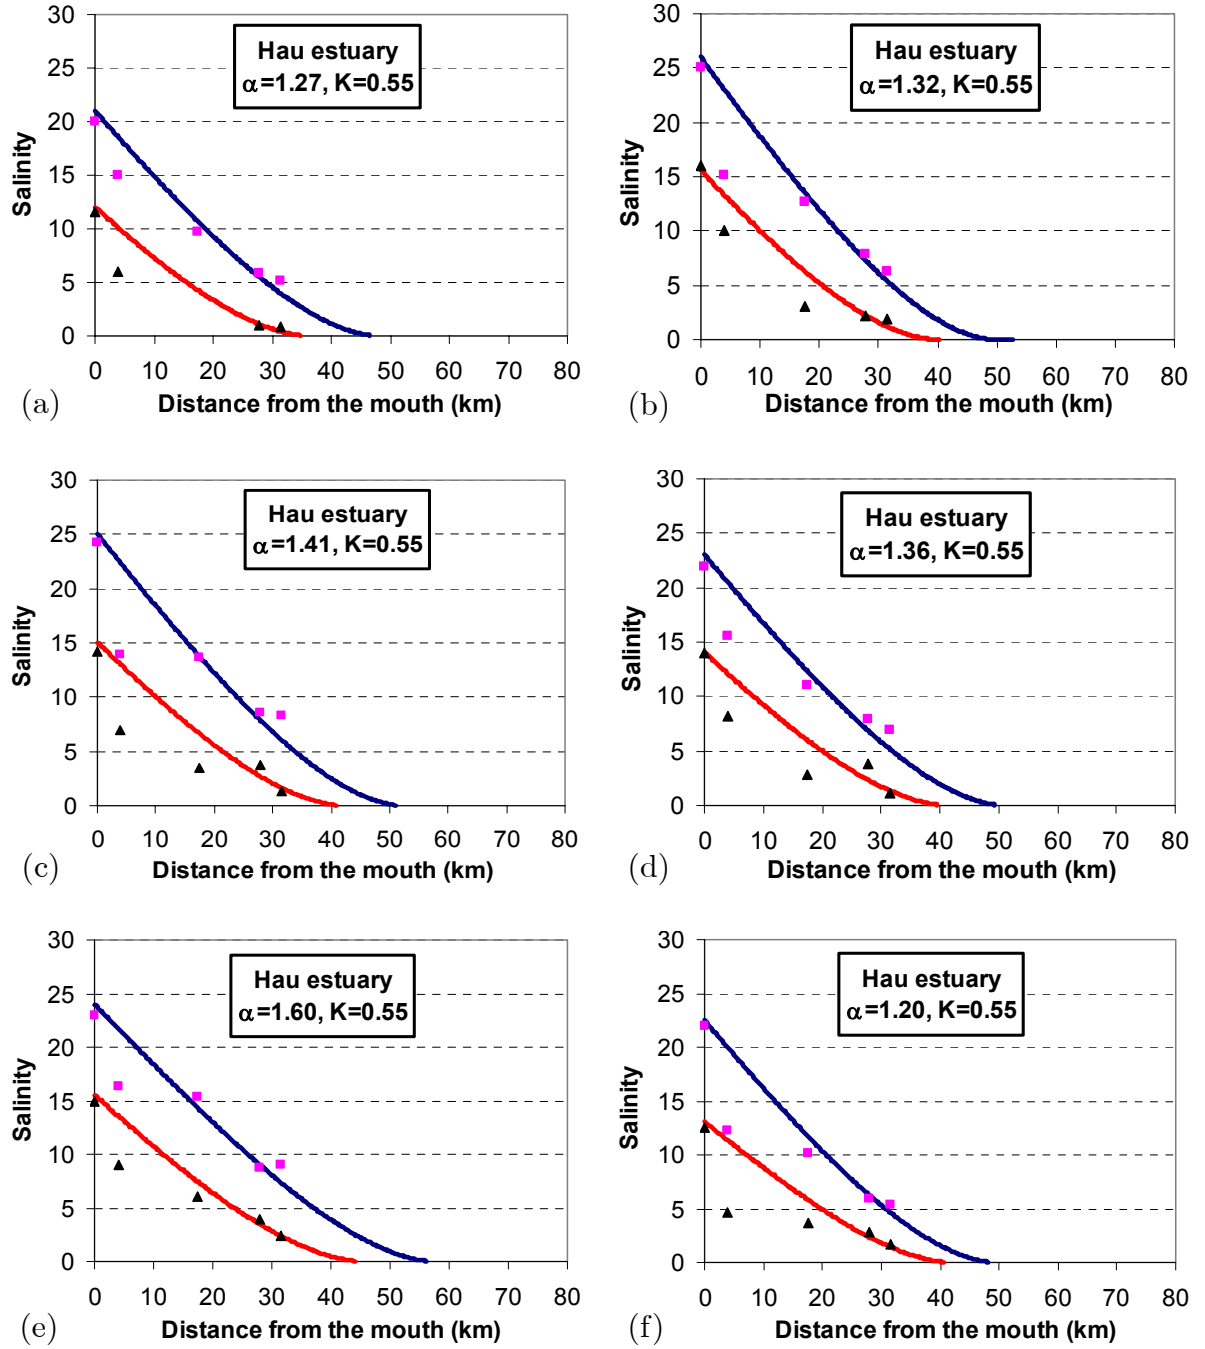 30
25
20
15
10
5
0
Salinity
Hau estuary
α=1.27, K=0.55
0 10 20 30 40 50 60 70 80
(a) Distance from the mouth (km)
30
25
20
15
10
5
0
Salinity
Hau estuary
α=1.32, K=0.55
0 10 20 30 40 50 60 70 80
(b) Distance from the mouth (km)
30
25
20
15
10
5
0
Salinity
Hau estuary
α=1.41, K=0.55
0 10 20 30 40 50 60 70 80
(c) Distance from the mouth (km)
30
25
20
15
10
5
0
Salinity
Hau estuary
α=1.36, K=0.55
0 10 20 30 40 50 60 70 80
(d) Distance from the mouth (km)
30
25
20
15
10
5
0
Salinity
Hau estuary
α=1.60, K=0.55
0 10 20 30 40 50 60 70 80
(e) Distance from the mouth (km)
30
25
20
15
10
5
0
Salinity
Hau estuary
α=1.20, K=0.55
0 10 20 30 40 50 60 70 80
(f) Distance from the mouth (km)